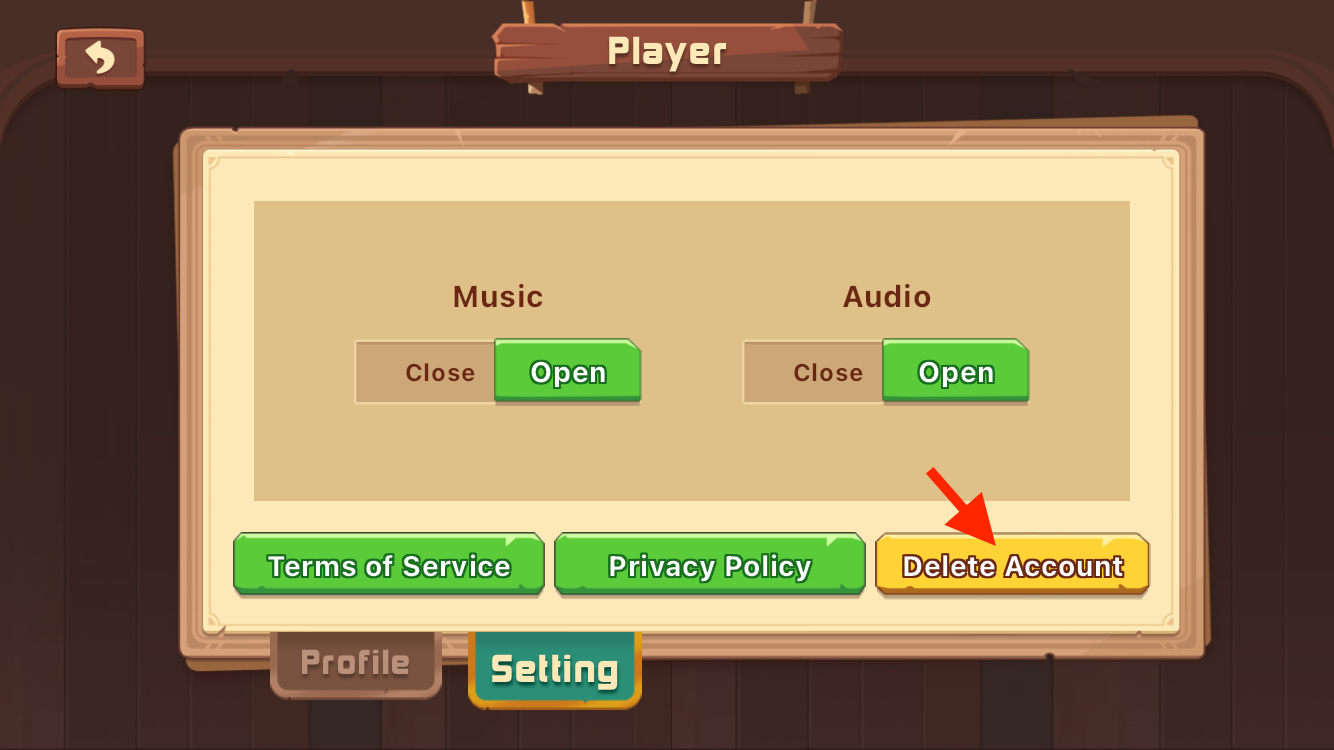 Player
Music
Audio
Close Open
Close Open
Terms of Service
Privacy Policy
Delete Account
Profile
Setting